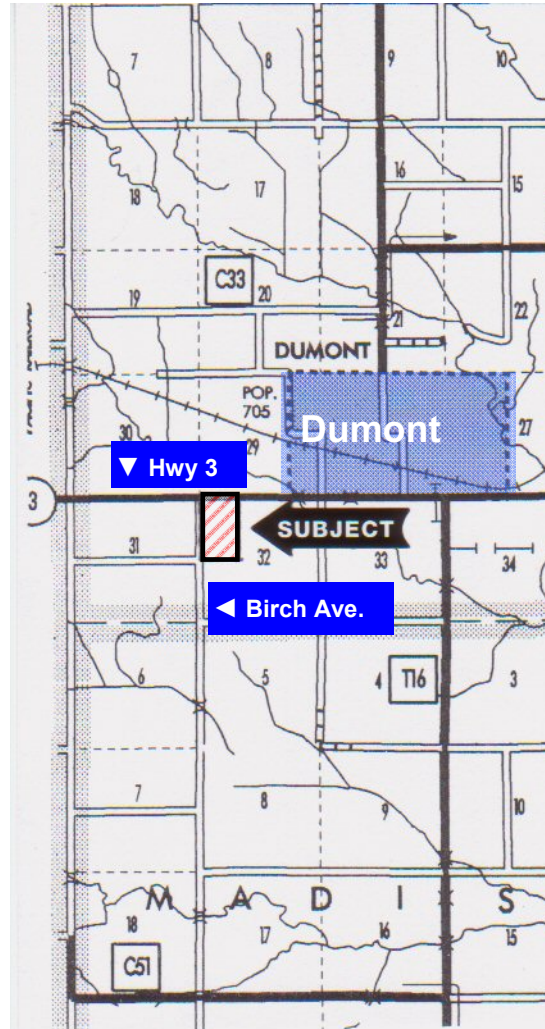 7 8 9 10
18 17 16 15
C33
19 20 21 22
DUMONT
POP.
705
Dumont
30 29 27
▼ Hwy 3
3
SUBJECT
31 32 33 34
◄ Birch Ave.
6 5 4 T16 3
7 8 9 10
M A D I S
18 17 16 15
C51